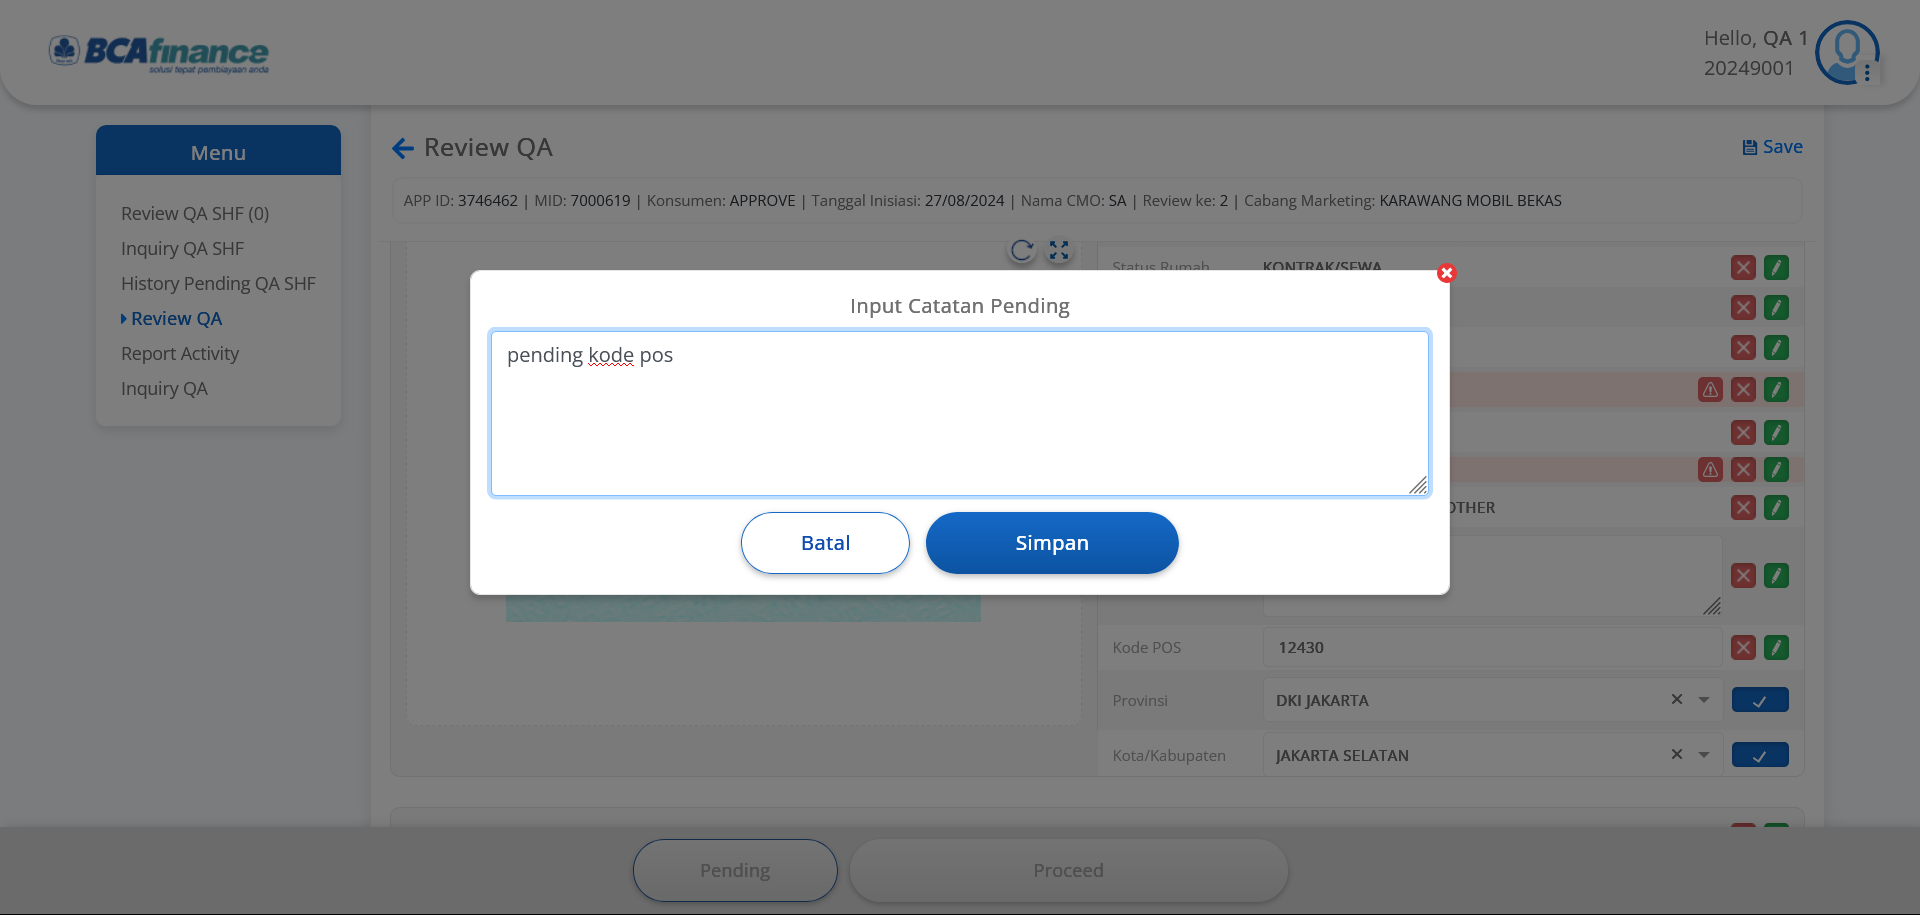 BCAfinance
solusi tepat pembiayaan anda
Hello, QA 1
20249001
Menu
Review QA SHF (0)
Inquiry QA SHF
History Pending QA SHF
Review QA
Report Activity
Inquiry QA
Review QA
Save
APP ID: 3746462 | MID: 7000619 | Konsumen: APPROVE | Tanggal Inisiasi: 27/08/2024 | Nama CMO: SA | Review ke: 2 | Cabang Marketing: KARAWANG MOBIL BEKAS
Status Rumah KONTRAK/SEWA
Input Catatan Pending
pending kode pos
Batal
Simpan
OTHER
Kode POS 12430
Provinsi DKI JAKARTA
Kota/Kabupaten JAKARTA SELATAN
Pending
Proceed